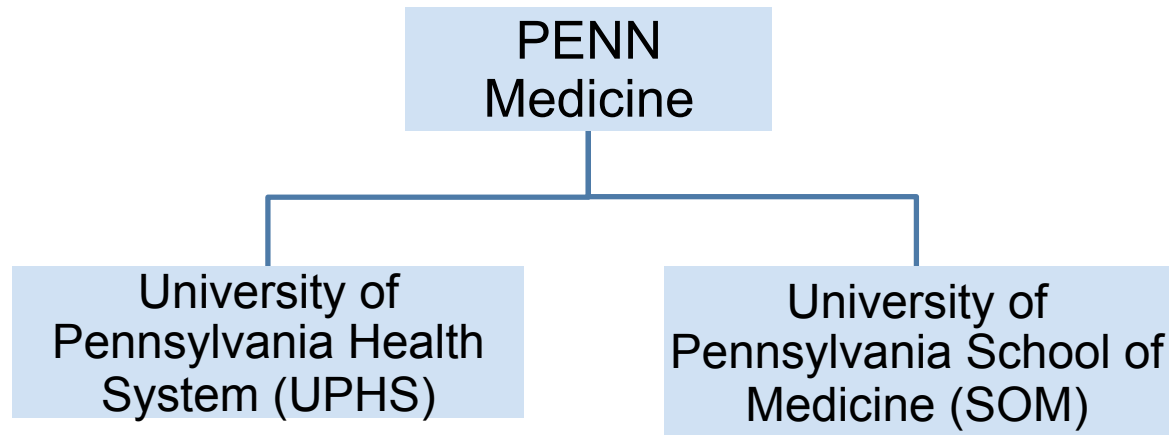 PENN
Medicine
University of
Pennsylvania Health
System (UPHS)
University of
Pennsylvania School of
Medicine (SOM)